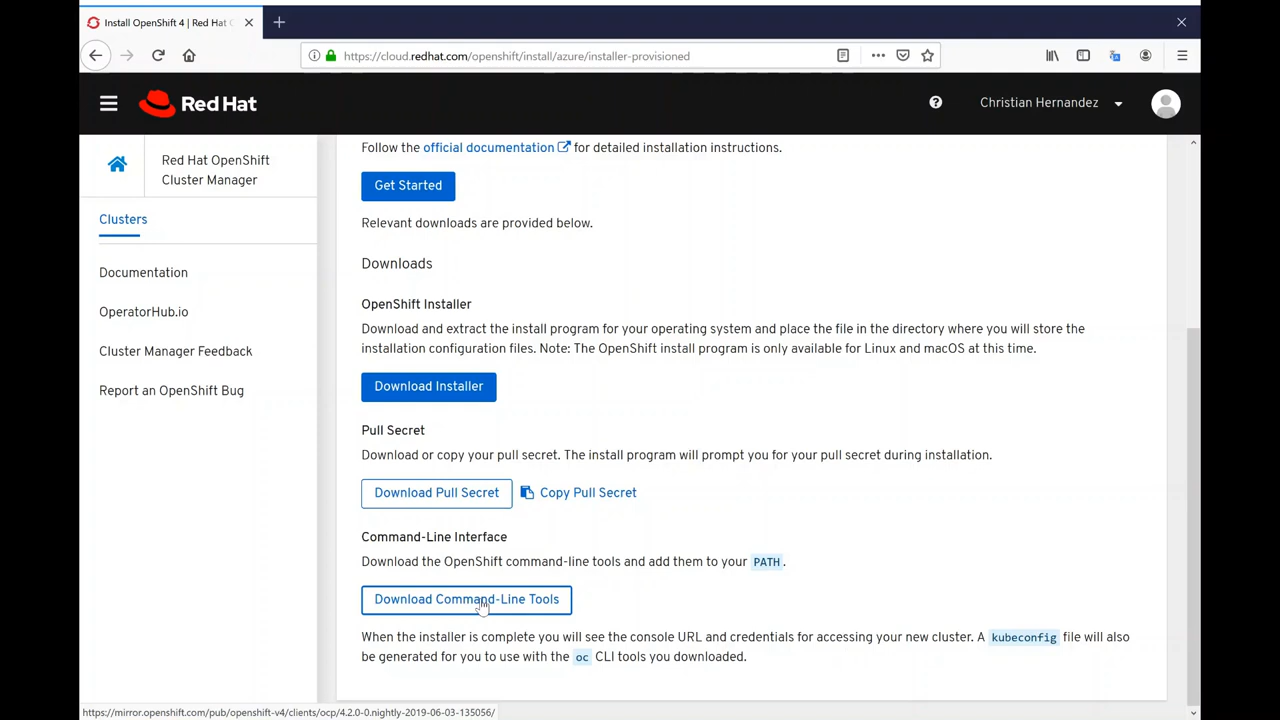 Install OpenShift 4 | Red Hat
https://cloud.redhat.com/openshift/install/azure/installer-provisioned
Red Hat
Christian Hernandez
Red Hat OpenShift
Cluster Manager
Clusters
Documentation
OperatorHub.io
Cluster Manager Feedback
Report an OpenShift Bug
Follow the official documentation for detailed installation instructions.
Get Started
Relevant downloads are provided below.
Downloads
OpenShift Installer
Download and extract the install program for your operating system and place the file in the directory where you will store the
installation configuration files. Note: The OpenShift install program is only available for Linux and macOS at this time.
Download Installer
Pull Secret
Download or copy your pull secret. The install program will prompt you for your pull secret during installation.
Download Pull Secret
Copy Pull Secret
Command-Line Interface
Download the OpenShift command-line tools and add them to your PATH.
Download Command-Line Tools
When the installer is complete you will see the console URL and credentials for accessing your new cluster. A kubeconfig file will also
be generated for you to use with the oc CLI tools you downloaded.
https://mirror.openshift.com/pub/openshift-v4/clients/ocp/4.2.0-0.nightly-2019-06-03-135056/